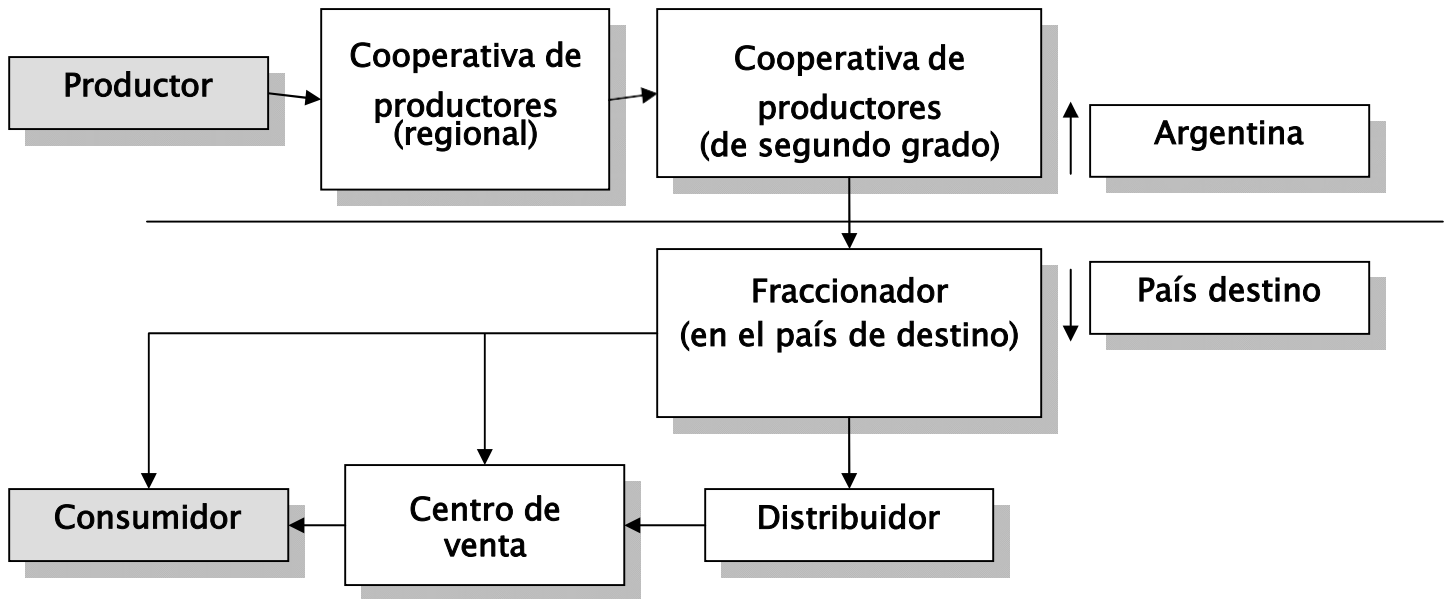 Productor
Cooperativa de
productores
(regional)
Cooperativa de
productores
(de segundo grado)
Argentina
Fraccionador
(en el país de destino)
País destino
Consumidor
Centro de
venta
Distribuidor